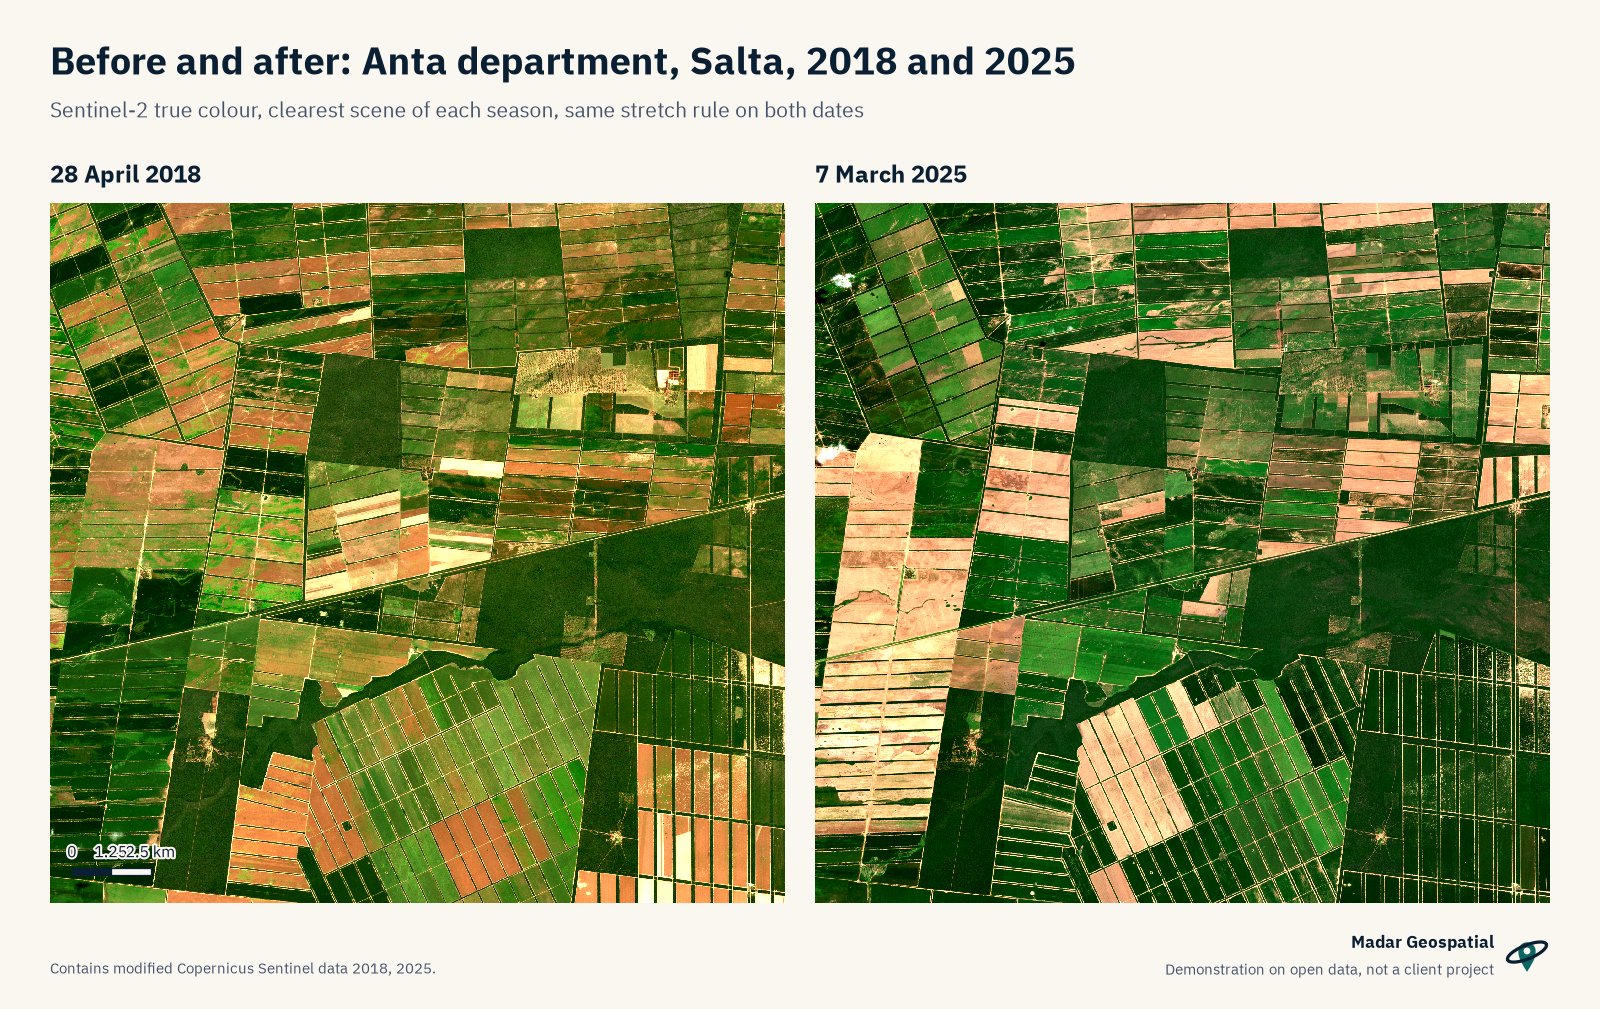 Before and after: Anta department, Salta, 2018 and 2025
Sentinel-2 true colour, clearest scene of each season, same stretch rule on both dates
28 April 2018
7 March 2025
0 1.25 2.5 km
Contains modified Copernicus Sentinel data 2018, 2025.
Madar Geospatial
Demonstration on open data, not a client project